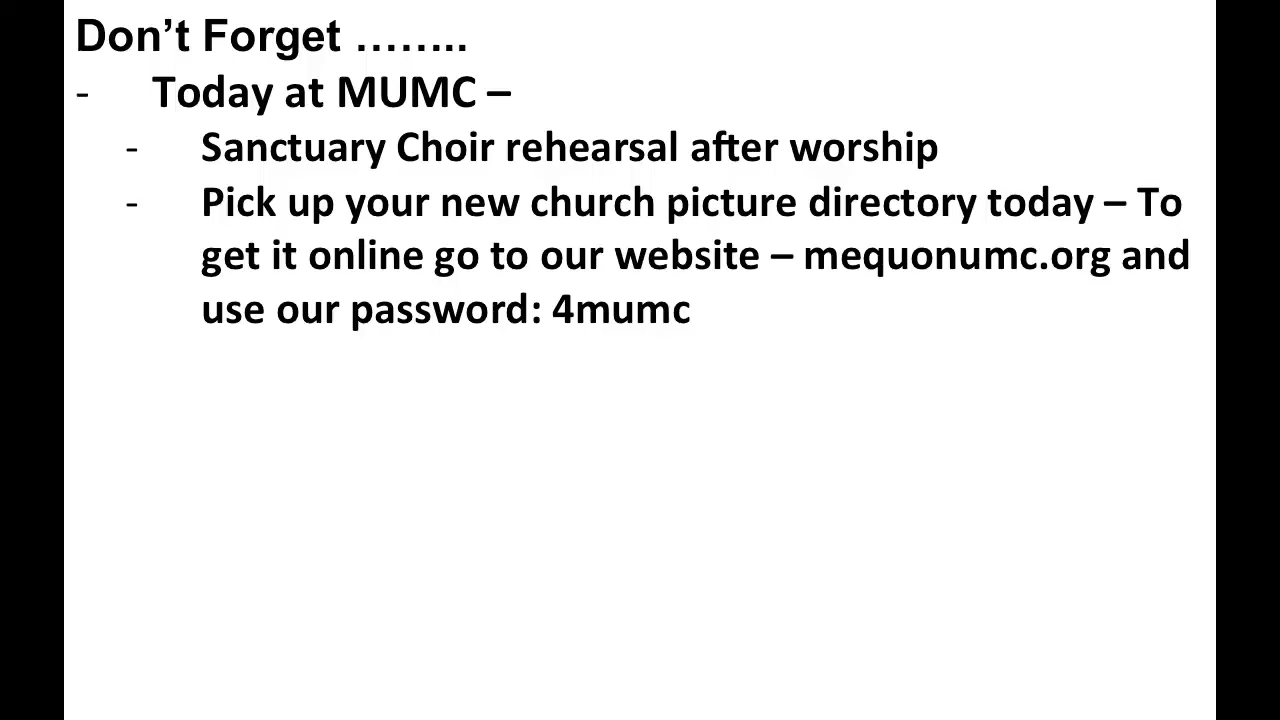 Don’t Forget ……..
- Today at MUMC –
- Sanctuary Choir rehearsal after worship
- Pick up your new church picture directory today – To
get it online go to our website – mequonumc.org and
use our password: 4mumc